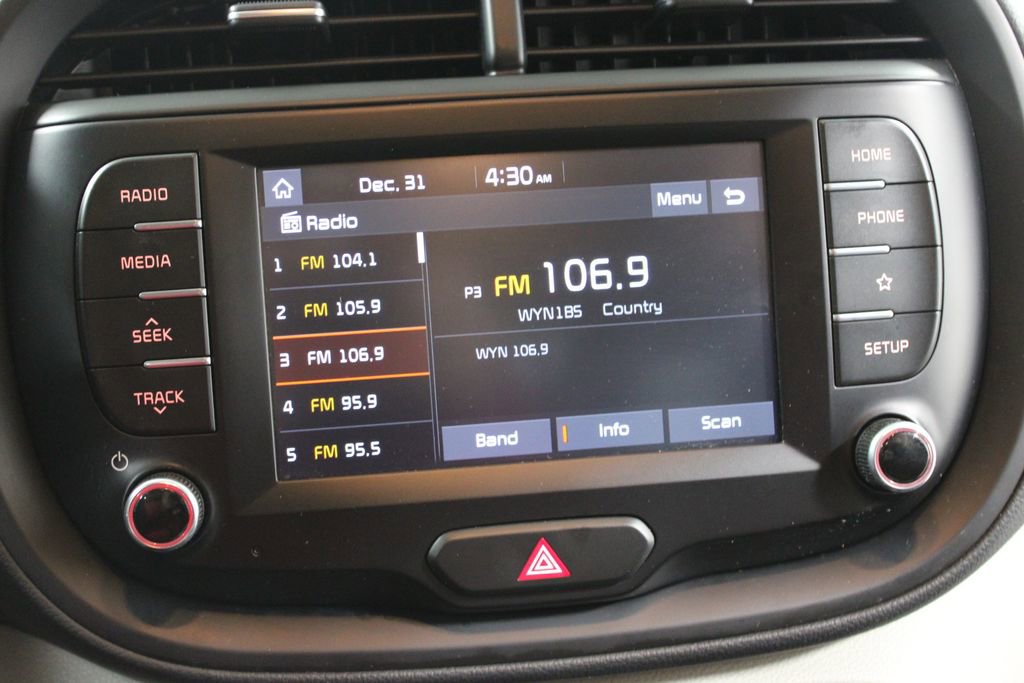 RADIO
MEDIA
SEEK
TRACK
Dec. 31 4:30 AM
Radio Menu
1 FM 104.1
2 FM 105.9
3 FM 106.9
4 FM 95.9
5 FM 95.5
P3 FM 106.9
WYN1BS Country
WYN 106.9
Band Info Scan
HOME
PHONE
SETUP